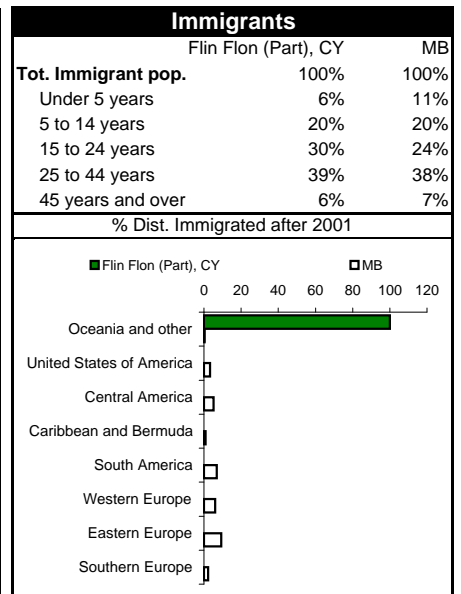 Immigrants
Flin Flon (Part), CY MB
Tot. Immigrant pop. 100% 100%
Under 5 years 6% 11%
5 to 14 years 20% 20%
15 to 24 years 30% 24%
25 to 44 years 39% 38%
45 years and over 6% 7%
% Dist. Immigrated after 2001
Flin Flon (Part), CY MB
0 20 40 60 80 100 120
Oceania and other
United States of America
Central America
Caribbean and Bermuda
South America
Western Europe
Eastern Europe
Southern Europe